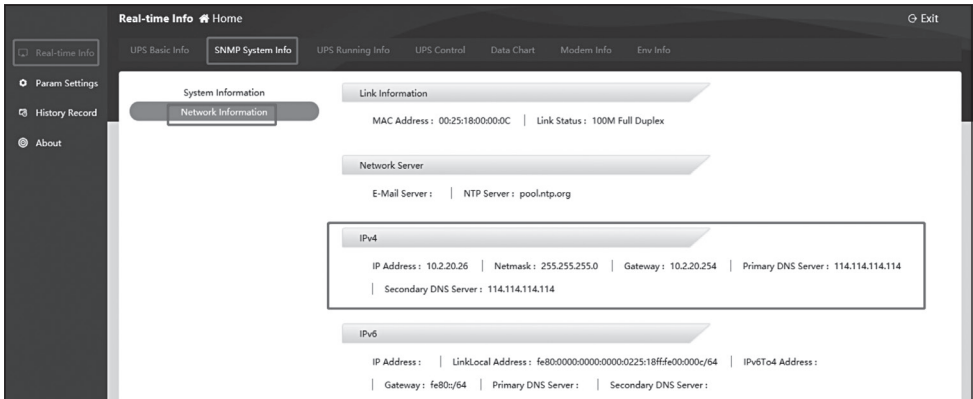 Real-time Info Home Exit
Real-time Info
UPS Basic Info SNMP System Info UPS Running Info UPS Control Data Chart Modem Info Env Info
Param Settings
History Record
About
System Information
Network Information
Link Information
MAC Address : 00:25:18:00:00:0C | Link Status : 100M Full Duplex
Network Server
E-Mail Server : | NTP Server : pool.ntp.org
IPv4
IP Address : 10.2.20.26 | Netmask : 255.255.255.0 | Gateway : 10.2.20.254 | Primary DNS Server : 114.114.114.114
| Secondary DNS Server : 114.114.114.114
IPv6
IP Address : | LinkLocal Address : fe80:0000:0000:0000:0225:18ff:fe00:000c/64 | IPv6To4 Address :
| Gateway : fe80::/64 | Primary DNS Server : | Secondary DNS Server :